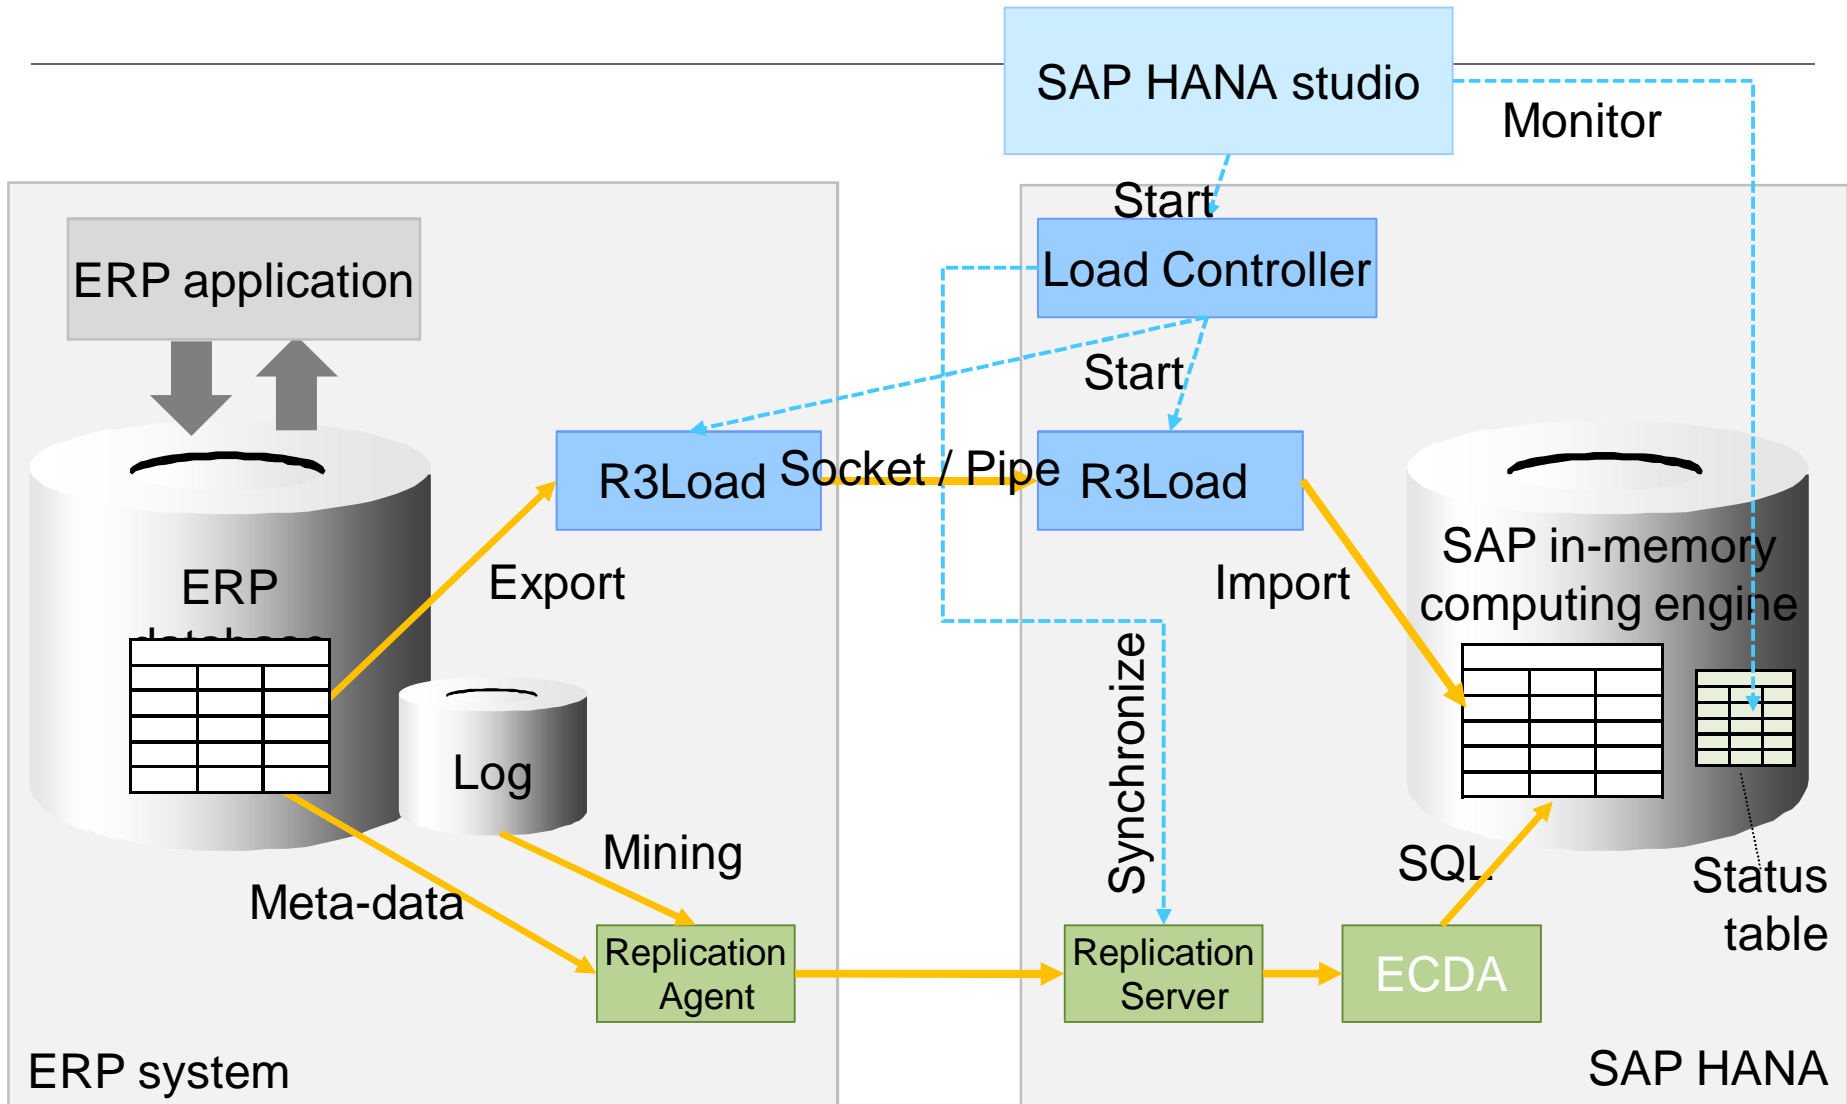 SAP HANA studio
Monitor
Start
ERP application
Load Controller
Start
R3Load
Socket / Pipe
R3Load
SAP in-memory
computing engine
ERP
database
Export
Import
Synchronize
Log
Mining
Meta-data
SQL
Status
table
Replication
Agent
Replication
Server
ECDA
ERP system
SAP HANA